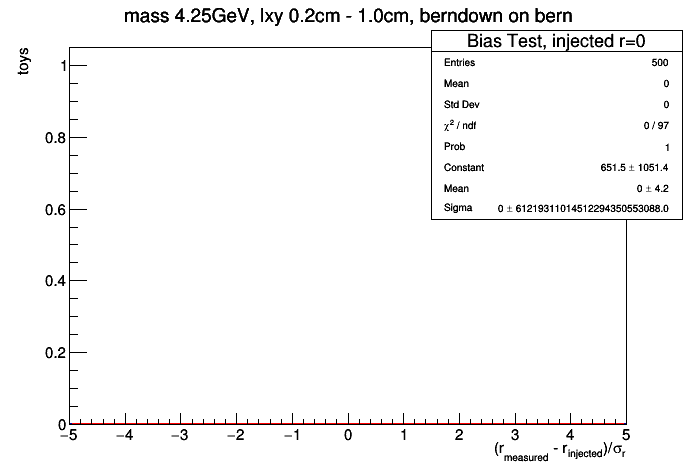 mass 4.25GeV, lxy 0.2cm - 1.0cm, berndown on bern
toys
Bias Test, injected r=0
Entries 500
Mean 0
Std Dev 0
χ² / ndf 0 / 97
Prob 1
Constant 651.5 ± 1051.4
Mean 0 ± 4.2
Sigma 0 ± 61219311014512294350553088.0
1
0.8
0.6
0.4
0.2
0
−5 −4 −3 −2 −1 0 1 2 3 4 5
(r_measured - r_injected)/σ_r